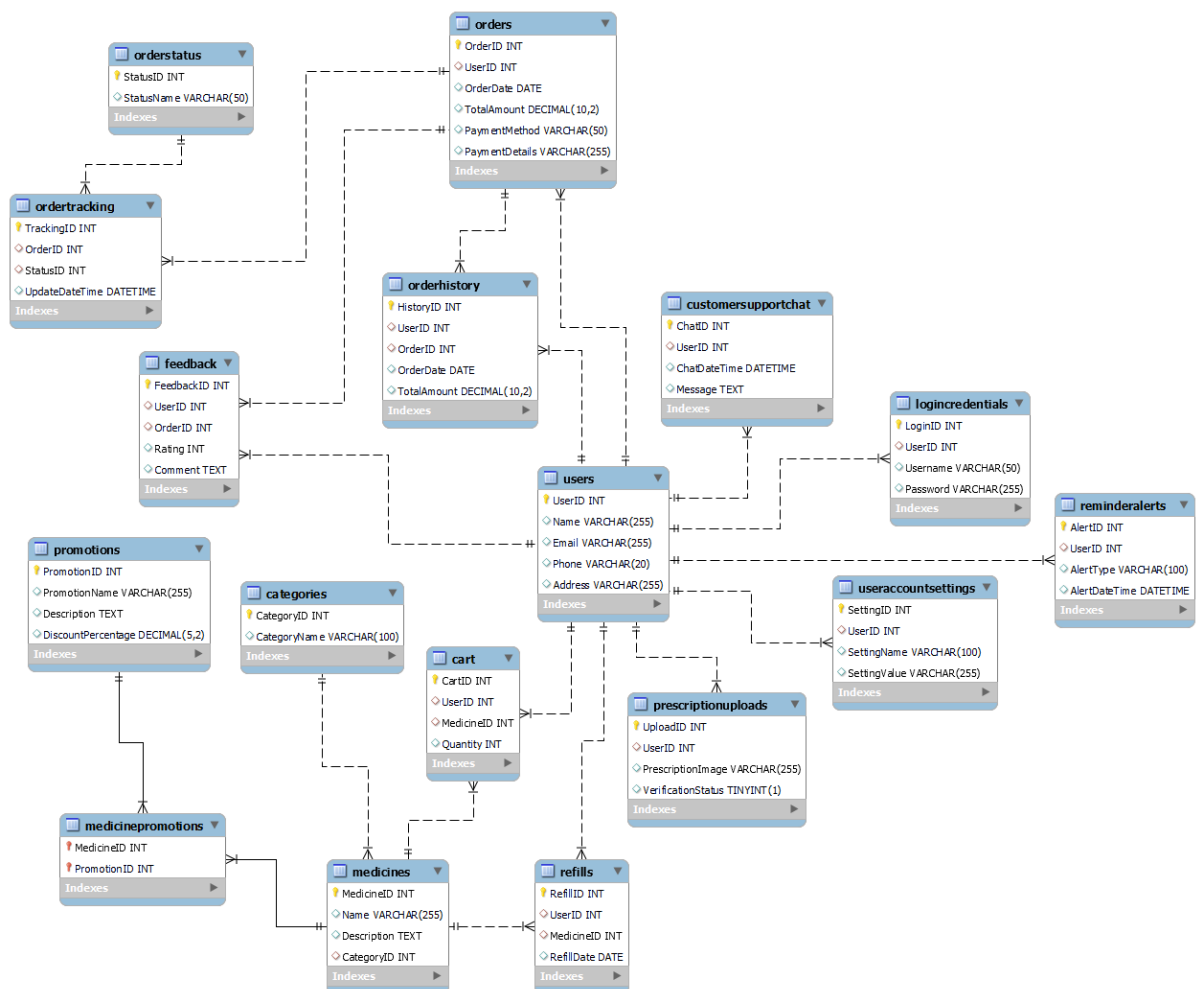 orders
OrderID INT
UserID INT
OrderDate DATE
TotalAmount DECIMAL(10,2)
PaymentMethod VARCHAR(50)
PaymentDetails VARCHAR(255)
Indexes
orderstatus
StatusID INT
StatusName VARCHAR(50)
Indexes
ordertracking
TrackingID INT
OrderID INT
StatusID INT
UpdateDateTime DATETIME
Indexes
orderhistory
HistoryID INT
UserID INT
OrderID INT
OrderDate DATE
TotalAmount DECIMAL(10,2)
Indexes
customersupportchat
ChatID INT
UserID INT
ChatDateTime DATETIME
Message TEXT
Indexes
feedback
FeedbackID INT
UserID INT
OrderID INT
Rating INT
Comment TEXT
Indexes
logincredentials
LoginID INT
UserID INT
Username VARCHAR(50)
Password VARCHAR(255)
Indexes
users
UserID INT
Name VARCHAR(255)
Email VARCHAR(255)
Phone VARCHAR(20)
Address VARCHAR(255)
Indexes
reminderalerts
AlertID INT
UserID INT
AlertType VARCHAR(100)
AlertDateTime DATETIME
Indexes
promotions
PromotionID INT
PromotionName VARCHAR(255)
Description TEXT
DiscountPercentage DECIMAL(5,2)
Indexes
categories
CategoryID INT
CategoryName VARCHAR(100)
Indexes
useraccountsettings
SettingID INT
UserID INT
SettingName VARCHAR(100)
SettingValue VARCHAR(255)
Indexes
cart
CartID INT
UserID INT
MedicineID INT
Quantity INT
Indexes
prescriptionuploads
UploadID INT
UserID INT
PrescriptionImage VARCHAR(255)
VerificationStatus TINYINT(1)
Indexes
medicinepromotions
MedicineID INT
PromotionID INT
Indexes
medicines
MedicineID INT
Name VARCHAR(255)
Description TEXT
CategoryID INT
Indexes
refills
RefillID INT
UserID INT
MedicineID INT
RefillDate DATE
Indexes